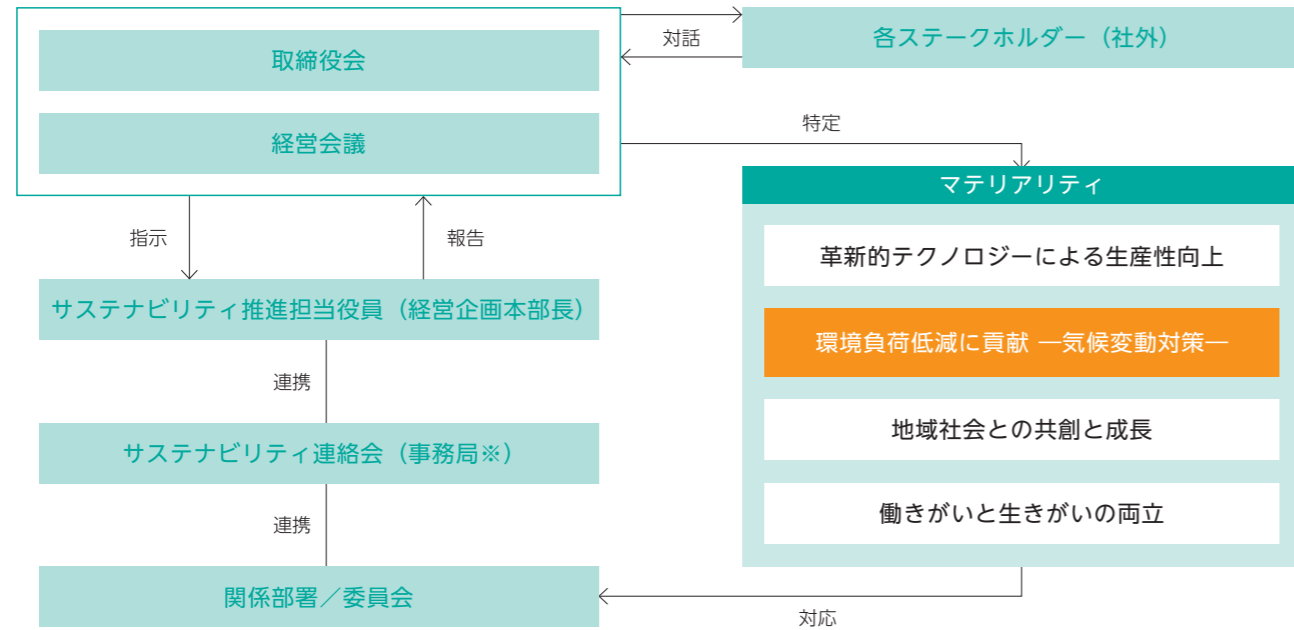 取締役会
経営会議
対話
各ステークホルダー（社外）
特定
マテリアリティ
革新的テクノロジーによる生産性向上
環境負荷低減に貢献 ―気候変動対策―
地域社会との共創と成長
働きがいと生きがいの両立
指示
報告
サステナビリティ推進担当役員（経営企画本部長）
連携
サステナビリティ連絡会（事務局※）
連携
関係部署／委員会
対応